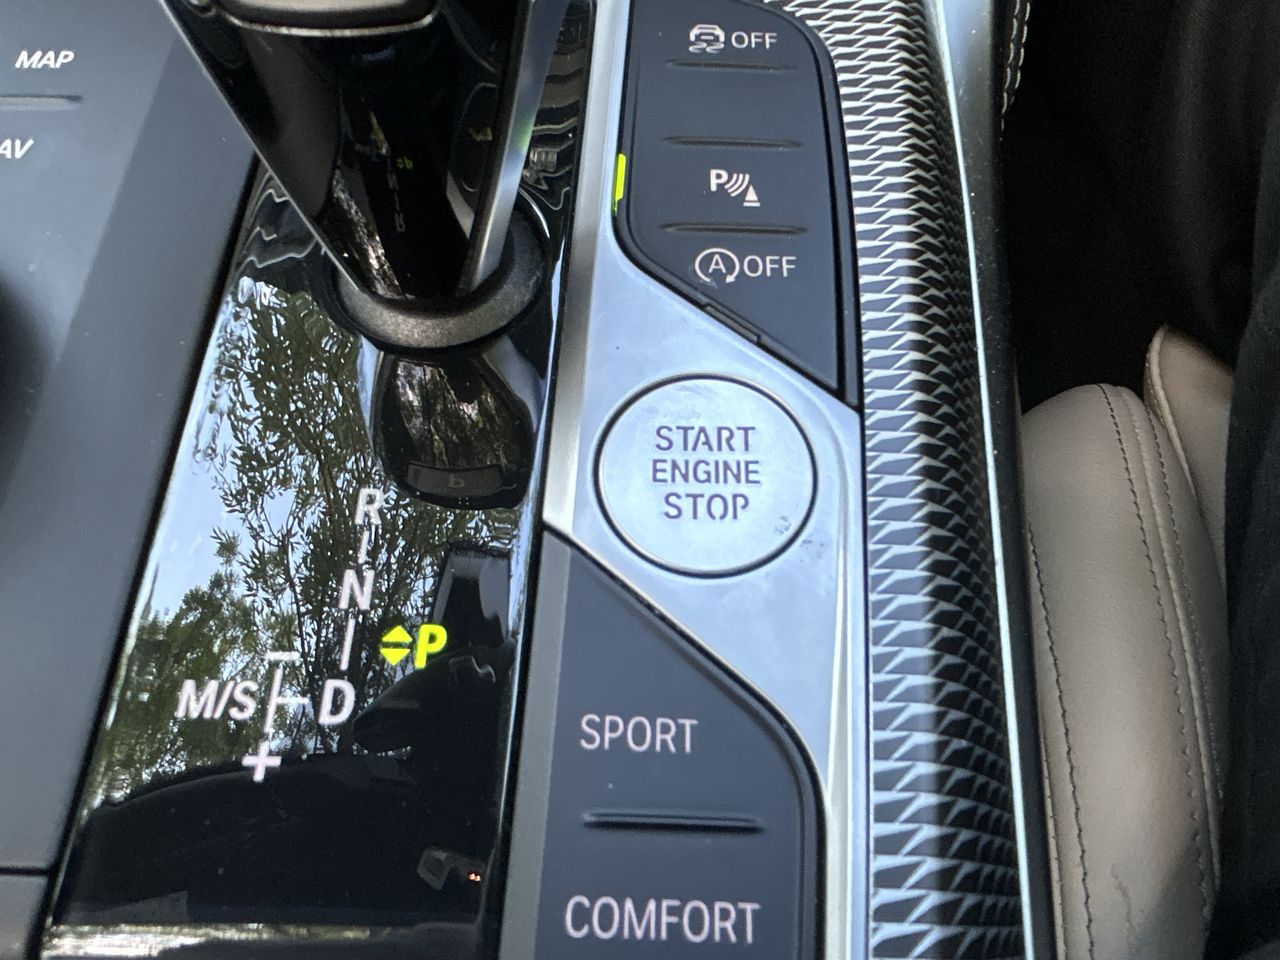 MAP
AV
OFF
P
A OFF
START
ENGINE
STOP
R
N
P
M/S D
+
SPORT
COMFORT